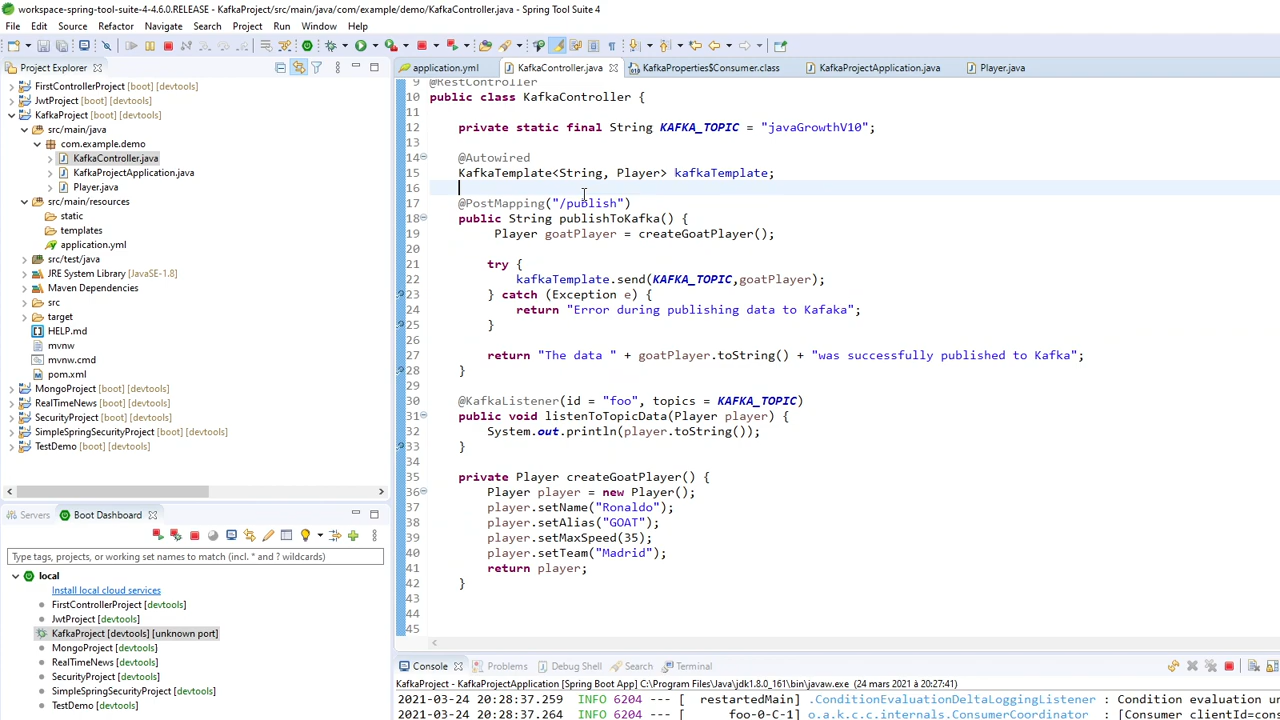 workspace-spring-tool-suite-4-4.6.0.RELEASE - KafkaProject/src/main/java/com/example/demo/KafkaController.java - Spring Tool Suite 4
File Edit Source Refactor Navigate Search Project Run Window Help
Project Explorer
FirstControllerProject [boot] [devtools]
JwtProject [boot] [devtools]
KafkaProject [boot] [devtools]
src/main/java
com.example.demo
KafkaController.java
KafkaProjectApplication.java
Player.java
src/main/resources
static
templates
application.yml
src/test/java
JRE System Library [JavaSE-1.8]
Maven Dependencies
src
target
HELP.md
mvnw
mvnw.cmd
pom.xml
MongoProject [boot] [devtools]
RealTimeNews [boot] [devtools]
SecurityProject [boot] [devtools]
SimpleSpringSecurityProject [boot] [devtools]
TestDemo [boot] [devtools]
Servers Boot Dashboard
Type tags, projects, or working set names to match (incl. * and ? wildcards)
local
Install local cloud services
FirstControllerProject [devtools]
JwtProject [devtools]
KafkaProject [devtools] [unknown port]
MongoProject [devtools]
RealTimeNews [devtools]
SecurityProject [devtools]
SimpleSpringSecurityProject [devtools]
TestDemo [devtools]
application.yml KafkaController.java KafkaProperties$Consumer.class KafkaProjectApplication.java Player.java
9 @RestController
10 public class KafkaController {
11
12 private static final String KAFKA_TOPIC = "javaGrowthV10";
13
14 @Autowired
15 KafkaTemplate<String, Player> kafkaTemplate;
16
17 @PostMapping("/publish")
18 public String publishToKafka() {
19 Player goatPlayer = createGoatPlayer();
20
21 try {
22 kafkaTemplate.send(KAFKA_TOPIC,goatPlayer);
23 } catch (Exception e) {
24 return "Error during publishing data to Kafaka";
25 }
26
27 return "The data " + goatPlayer.toString() + "was successfully published to Kafka";
28 }
29
30 @KafkaListener(id = "foo", topics = KAFKA_TOPIC)
31 public void listenToTopicData(Player player) {
32 System.out.println(player.toString());
33 }
34
35 private Player createGoatPlayer() {
36 Player player = new Player();
37 player.setName("Ronaldo");
38 player.setAlias("GOAT");
39 player.setMaxSpeed(35);
40 player.setTeam("Madrid");
41 return player;
42 }
43
44
45
Console Problems Debug Shell Search Terminal
KafkaProject - KafkaProjectApplication [Spring Boot App] C:\Program Files\Java\jdk1.8.0_161\bin\javaw.exe (24 mars 2021 à 20:27:41)
2021-03-24 20:28:37.259 INFO 6204 --- [ restartedMain] .ConditionEvaluationDeltaLoggingListener : Condition evaluation un
2021-03-24 20:28:37.264 INFO 6204 --- [ foo-0-C-1] o.a.k.c.c.internals.ConsumerCoordinator : [Consumer clientId=co